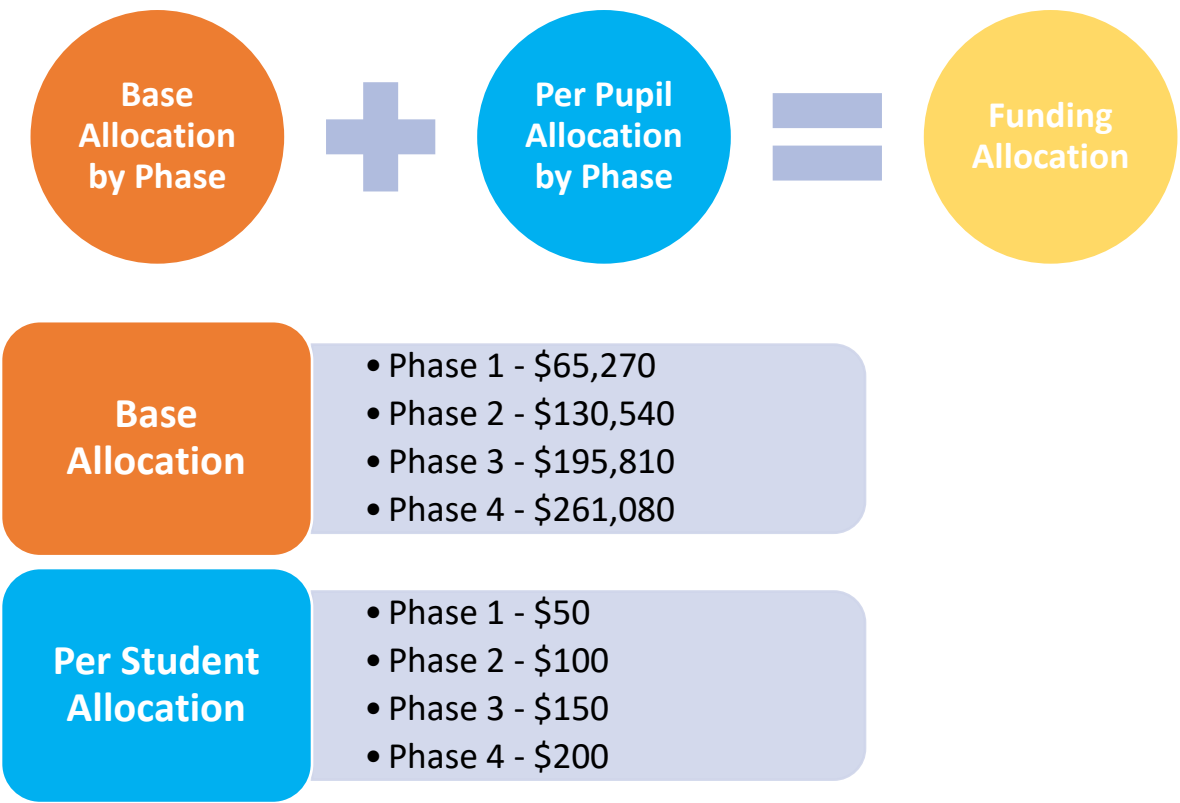 Base
Allocation
by Phase
Per Pupil
Allocation
by Phase
Funding
Allocation
Base
Allocation
• Phase 1 - $65,270
• Phase 2 - $130,540
• Phase 3 - $195,810
• Phase 4 - $261,080
Per Student
Allocation
• Phase 1 - $50
• Phase 2 - $100
• Phase 3 - $150
• Phase 4 - $200